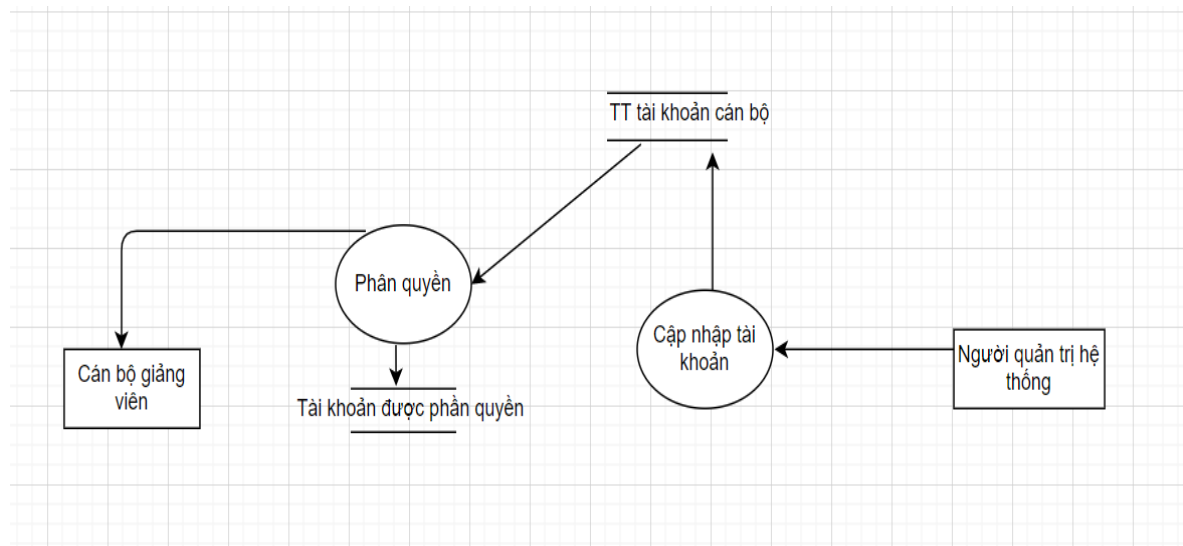 TT tài khoản cán bộ
Phân quyền
Cập nhập tài
khoản
Người quản trị hệ
thống
Cán bộ giảng
viên
Tài khoản được phần quyền